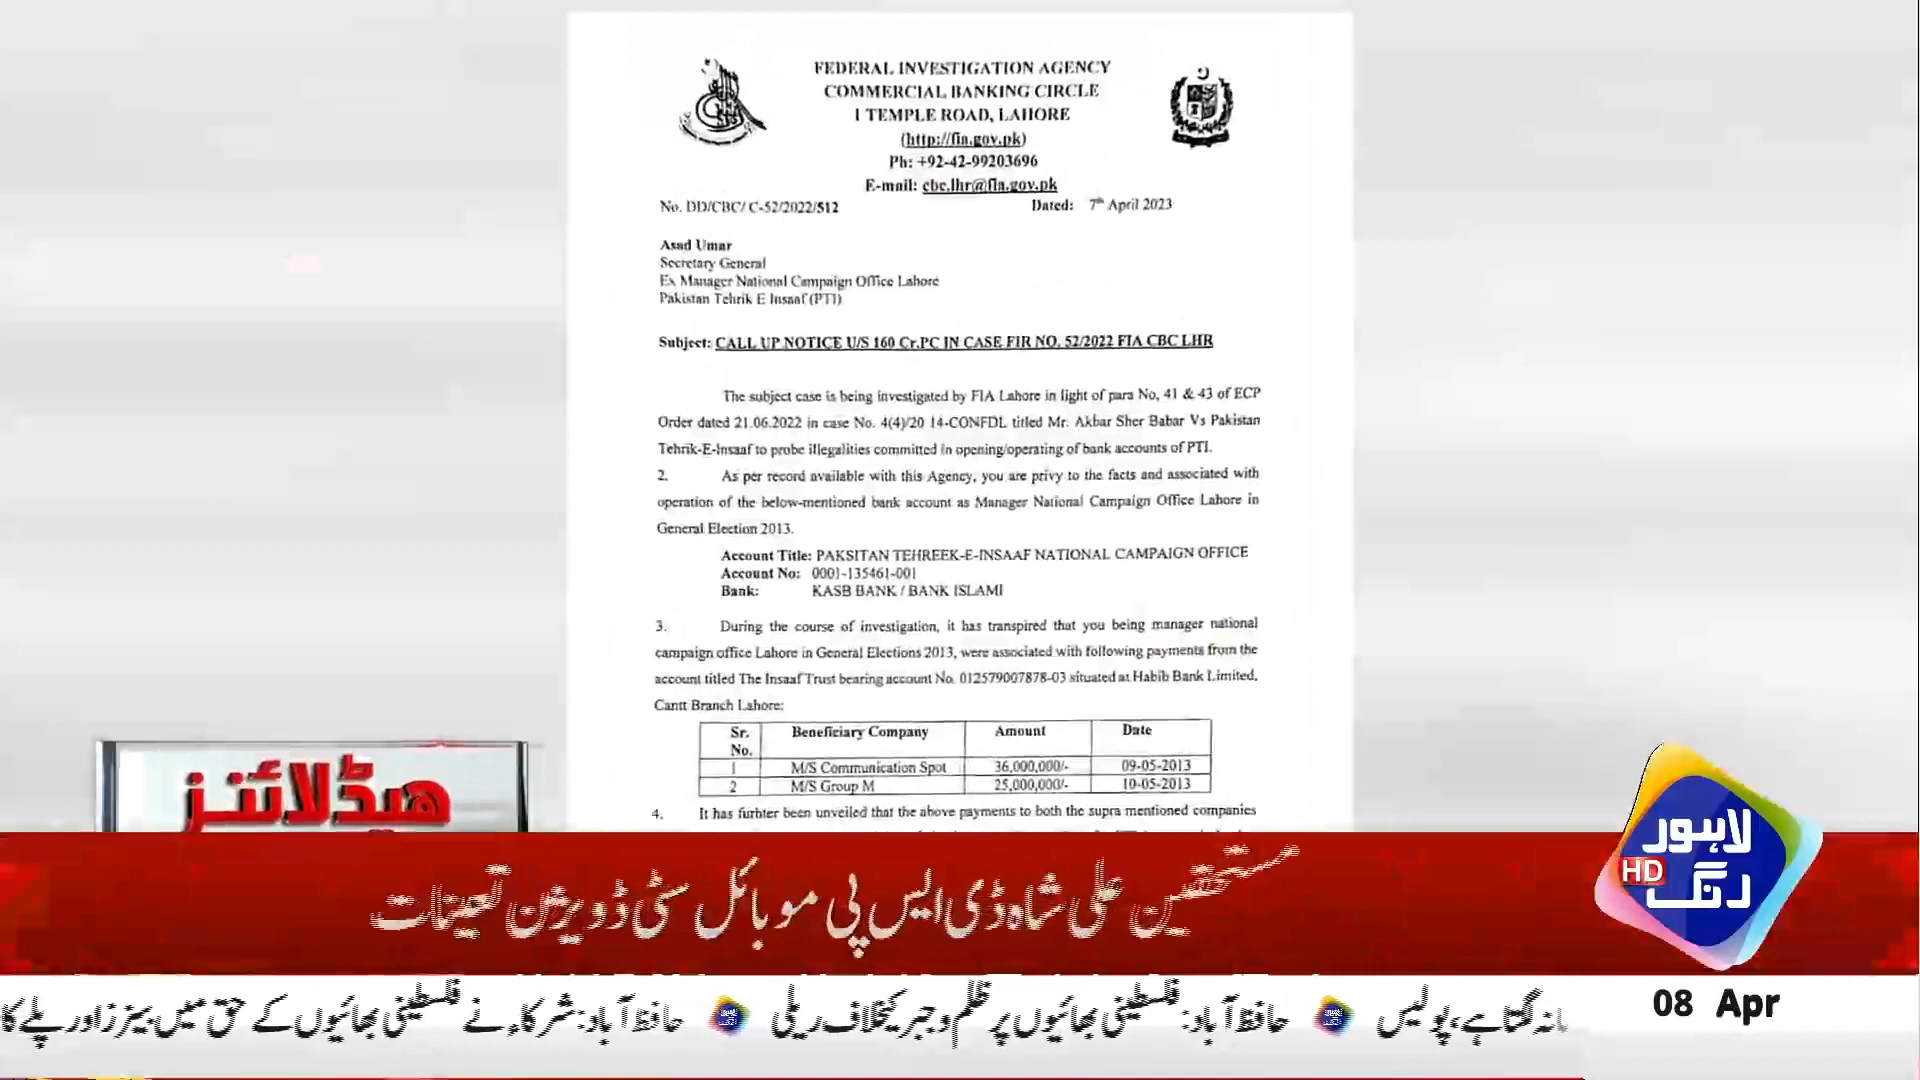 FEDERAL INVESTIGATION AGENCY
COMMERCIAL BANKING CIRCLE
1 TEMPLE ROAD, LAHORE
(http://fia.gov.pk)
Ph: +92-42-99203696
E-mail: cbc.lhr@fia.gov.pk
No. DD/CBC/ C-52/2022/512 Dated: 7th April 2023
Asad Umar
Secretary General
Ex Manager National Campaign Office Lahore
Pakistan Tehrik E Insaaf (PTI)
Subject: CALL UP NOTICE U/S 160 Cr.PC IN CASE FIR NO. 52/2022 FIA CBC LHR
The subject case is being investigated by FIA Lahore in light of para No, 41 & 43 of ECP
Order dated 21.06.2022 in case No. 4(4)/20 14-CONFDL titled Mr. Akbar Sher Babar Vs Pakistan
Tehrik-E-Insaaf to probe illegalities committed in opening/operating of bank accounts of PTI.
2. As per record available with this Agency, you are privy to the facts and associated with
operation of the below-mentioned bank account as Manager National Campaign Office Lahore in
General Election 2013.
Account Title: PAKSITAN TEHREEK-E-INSAAF NATIONAL CAMPAIGN OFFICE
Account No: 0001-135461-001
Bank: KASB BANK / BANK ISLAMI
3. During the course of investigation, it has transpired that you being manager national
campaign office Lahore in General Elections 2013, were associated with following payments from the
account titled The Insaaf Trust bearing account No. 012579007878-03 situated at Habib Bank Limited,
Cantt Branch Lahore:
Sr. No. Beneficiary Company Amount Date
1 M/S Communication Spot 36,000,000/- 09-05-2013
2 M/S Group M 25,000,000/- 10-05-2013
4. It has furhter been unveiled that the above payments to both the supra mentioned companies
ہیڈلائنز
مستحقین علی شاہ ڈی ایس پی موبائل سٹی ڈویژن تعینات
لاہور رنگ HD
حافظ آباد: فلسطینی بھائیوں پر ظلم و جبر کیخلاف ریلی حافظ آباد: شرکاء نے فلسطینی بھائیوں کے حق میں بینرز اور پلے کا
08 Apr